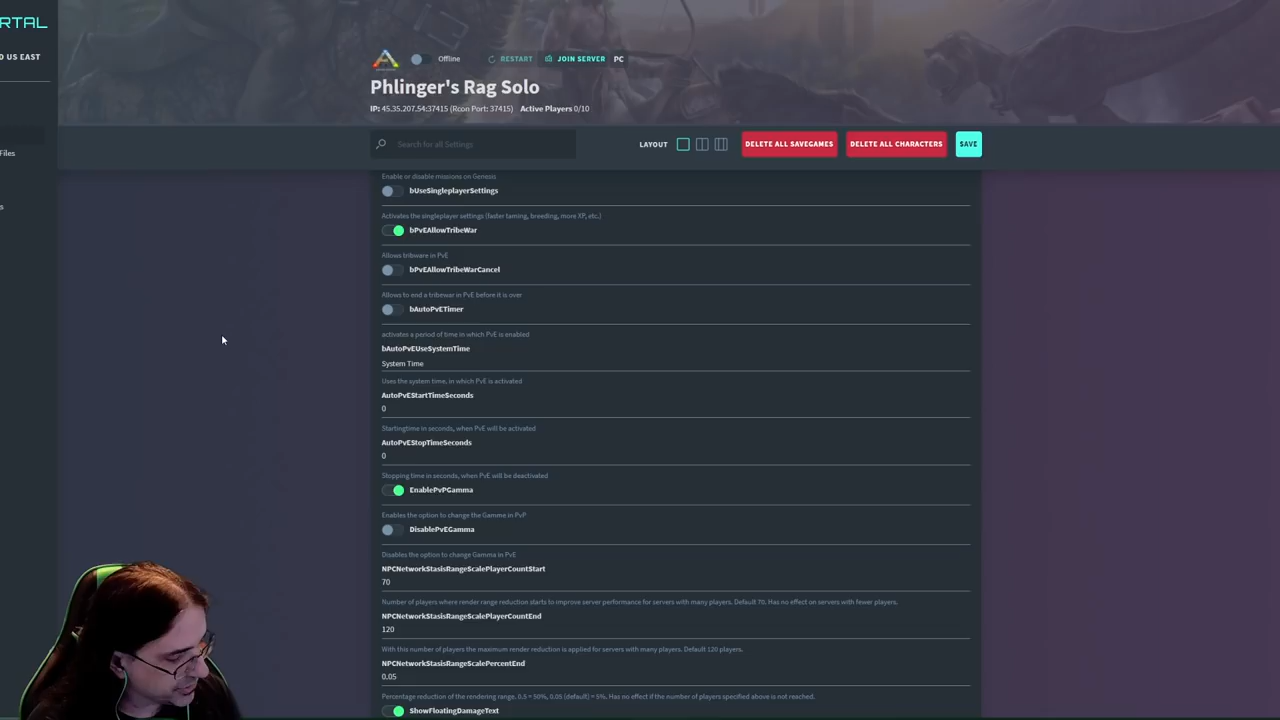 RTAL
D US EAST
Files
s
Offline
RESTART
JOIN SERVER
PC
Phlinger's Rag Solo
IP: 45.35.207.54:37415 (Rcon Port: 37415) Active Players 0/10
Search for all Settings
LAYOUT
DELETE ALL SAVEGAMES
DELETE ALL CHARACTERS
SAVE
Enable or disable missions on Genesis
bUseSingleplayerSettings
Activates the singleplayer settings (faster taming, breeding, more XP, etc.)
bPvEAllowTribeWar
Allows tribware in PvE
bPvEAllowTribeWarCancel
Allows to end a tribewar in PvE before it is over
bAutoPvETimer
activates a period of time in which PvE is enabled
bAutoPvEUseSystemTime
System Time
Uses the system time, in which PvE is activated
AutoPvEStartTimeSeconds
0
Startingtime in seconds, when PvE will be activated
AutoPvEStopTimeSeconds
0
Stopping time in seconds, when PvE will be deactivated
EnablePvPGamma
Enables the option to change the Gamme in PvP
DisablePvEGamma
Disables the option to change Gamma in PvE
NPCNetworkStasisRangeScalePlayerCountStart
70
Number of players where render range reduction starts to improve server performance for servers with many players. Default 70. Has no effect on servers with fewer players.
NPCNetworkStasisRangeScalePlayerCountEnd
120
With this number of players the maximum render reduction is applied for servers with many players. Default 120 players.
NPCNetworkStasisRangeScalePercentEnd
0,05
Percentage reduction of the rendering range, 0.5 = 50%, 0.05 (default) = 5%. Has no effect if the number of players specified above is not reached.
ShowFloatingDamageText